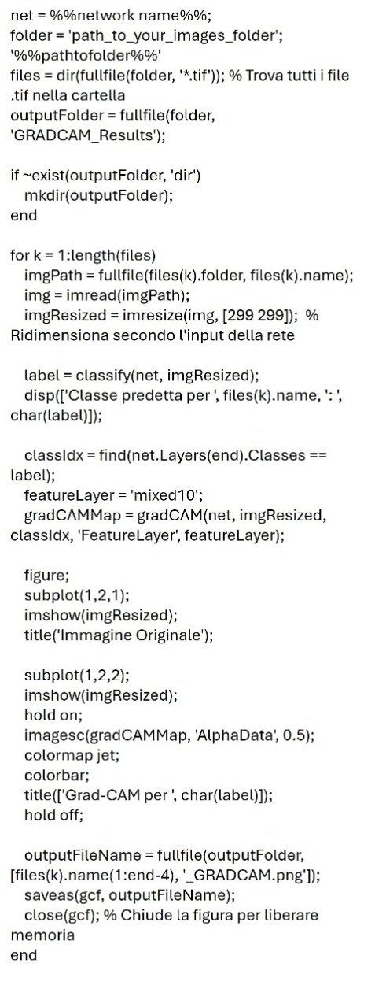 net = %%network name%%;
folder = 'path_to_your_images_folder';
'%%pathtofolder%%'
files = dir(fullfile(folder, '*.tif')); % Trova tutti i file
.tif nella cartella
outputFolder = fullfile(folder,
'GRADCAM_Results');
if ~exist(outputFolder, 'dir')
mkdir(outputFolder);
end
for k = 1:length(files)
imgPath = fullfile(files(k).folder, files(k).name);
img = imread(imgPath);
imgResized = imresize(img, [299 299]); %
Ridimensiona secondo l'input della rete
label = classify(net, imgResized);
disp(['Classe predetta per ', files(k).name, ': ',
char(label)]);
classIdx = find(net.Layers(end).Classes ==
label);
featureLayer = 'mixed10';
gradCAMMap = gradCAM(net, imgResized,
classIdx, 'FeatureLayer', featureLayer);
figure;
subplot(1,2,1);
imshow(imgResized);
title('Immagine Originale');
subplot(1,2,2);
imshow(imgResized);
hold on;
imagesc(gradCAMMap, 'AlphaData', 0.5);
colormap jet;
colorbar;
title(['Grad-CAM per ', char(label)]);
hold off;
outputFileName = fullfile(outputFolder,
[files(k).name(1:end-4), '_GRADCAM.png']);
saveas(gcf, outputFileName);
close(gcf); % Chiude la figura per liberare
memoria
end